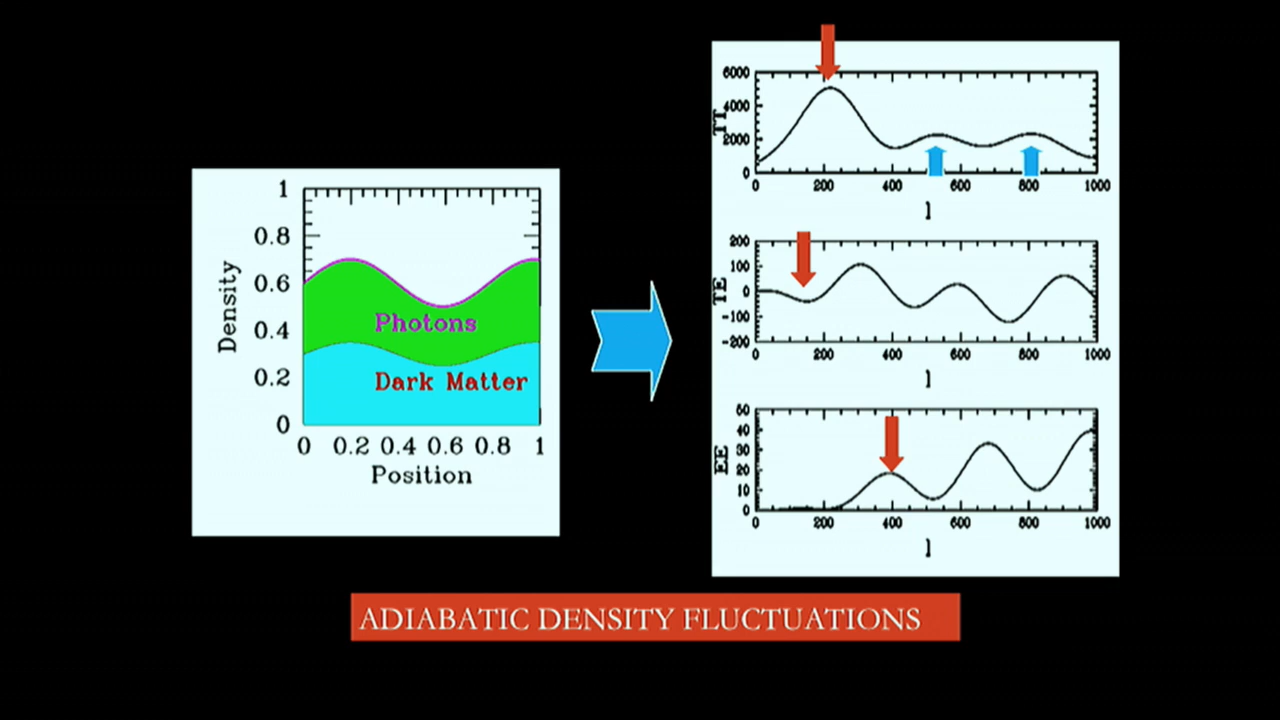 1
0.8
0.6
0.4
0.2
0
Density
Photons
Dark Matter
0 0.2 0.4 0.6 0.8 1
Position
6000
4000
2000
0
TT
0 200 400 600 800 1000
l
200
100
0
-100
-200
TE
0 200 400 600 800 1000
l
50
40
30
20
10
0
EE
0 200 400 600 800 1000
l
ADIABATIC DENSITY FLUCTUATIONS